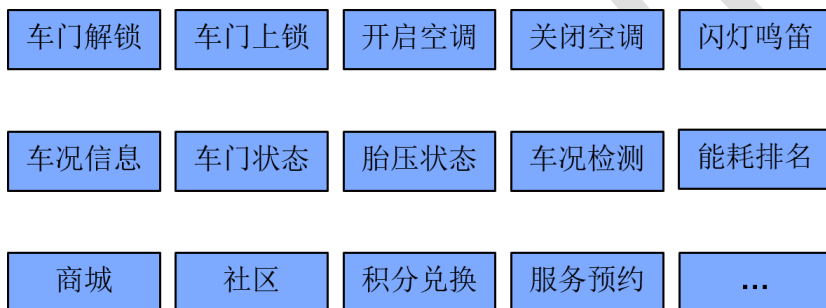 车门解锁 车门上锁 开启空调 关闭空调 闪灯鸣笛
车况信息 车门状态 胎压状态 车况检测 能耗排名
商城 社区 积分兑换 服务预约 ...